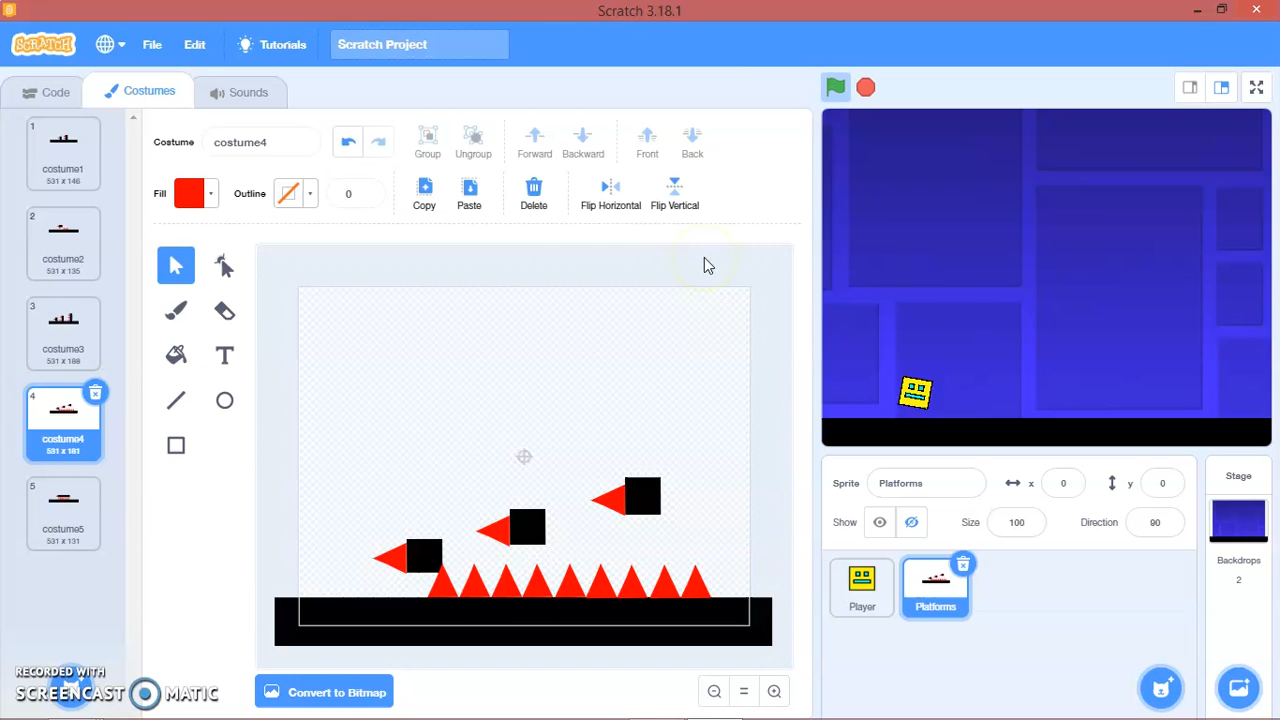 Scratch 3.18.1
SCRATCH File Edit Tutorials Scratch Project
Code Costumes Sounds
Costume costume4 Group Ungroup Forward Backward Front Back
Fill Outline 0 Copy Paste Delete Flip Horizontal Flip Vertical
1
costume1
531 x 146
2
costume2
531 x 135
3
costume3
531 x 188
4
costume4
531 x 181
5
costume5
531 x 131
T
Convert to Bitmap
Sprite Platforms x 0 y 0
Show Size 100 Direction 90
Player
Platforms
Stage
Backdrops
2
RECORDED WITH
SCREENCAST MATIC